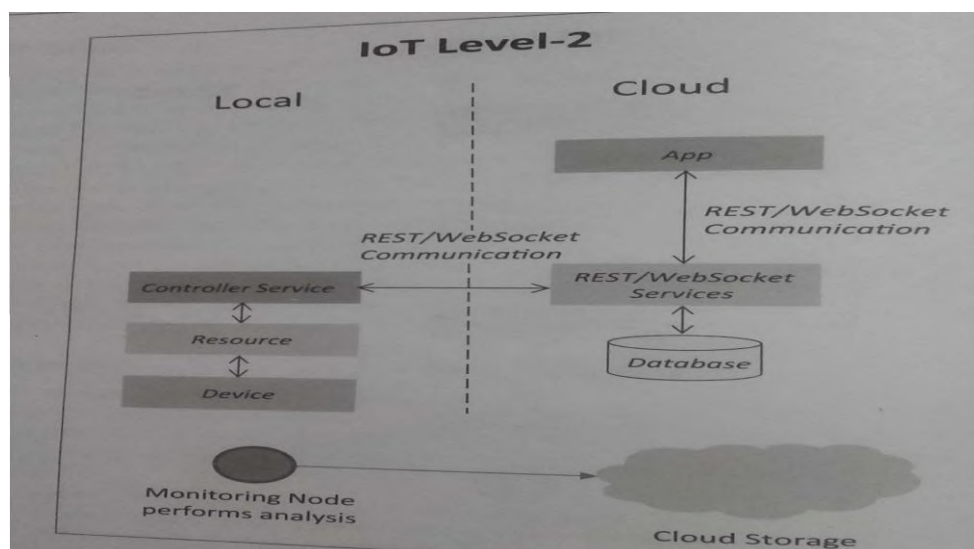 IoT Level-2
Local
Cloud
App
REST/WebSocket
Communication
REST/WebSocket
Communication
Controller Service
REST/WebSocket
Services
Resource
Database
Device
Monitoring Node
performs analysis
Cloud Storage